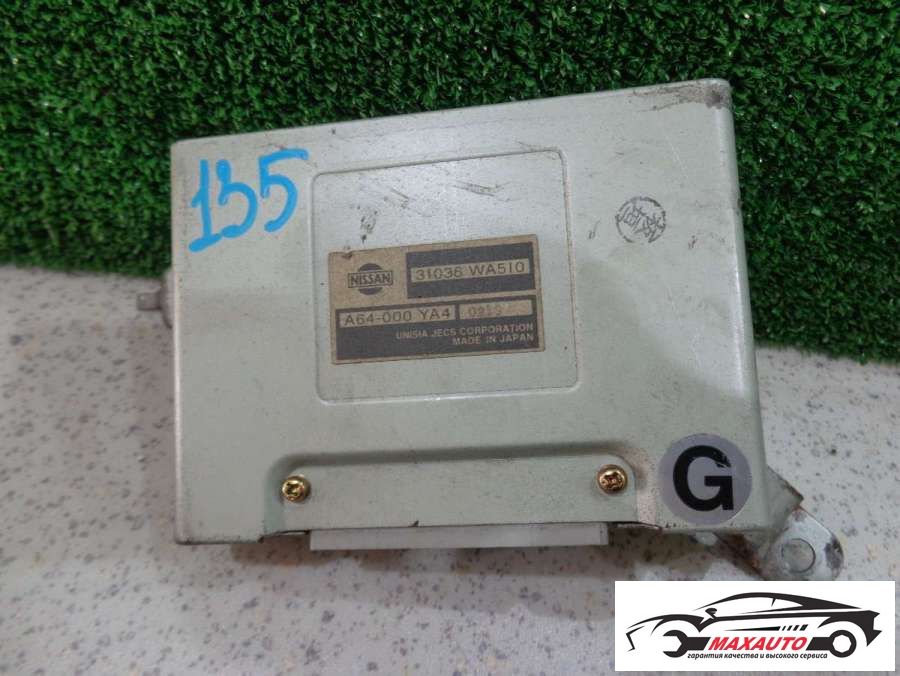 135
NISSAN
31036 WA510
A64-000 YA4
UNISIA JECS CORPORATION
MADE IN JAPAN
G
MAXAUTO
гарантия качества и высокого сервиса